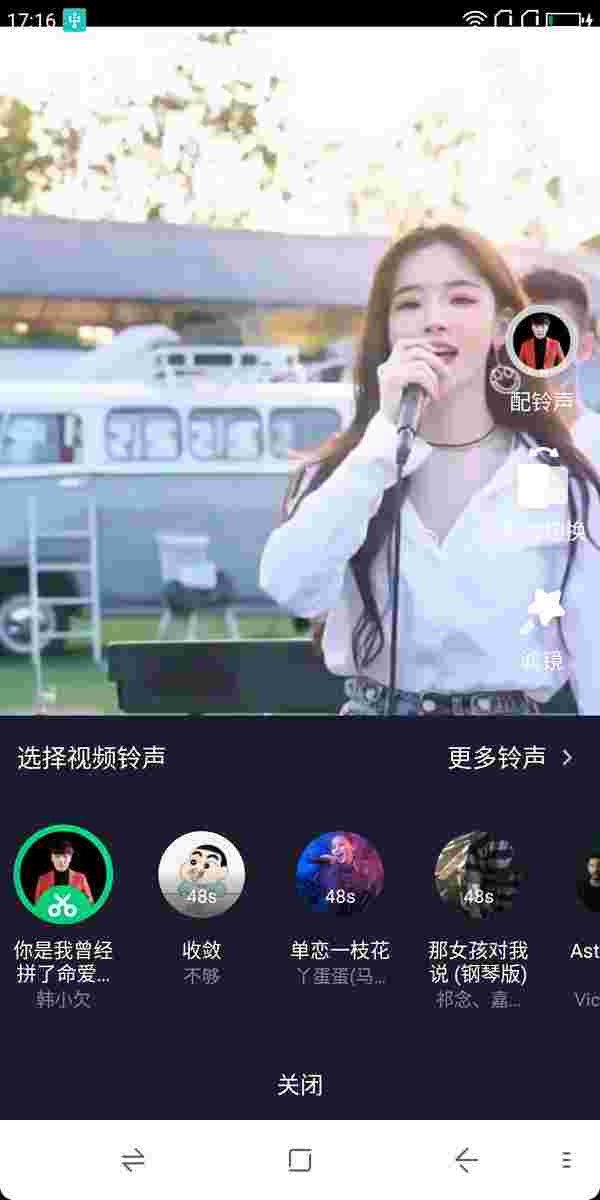 17:16
配铃声
换
镜
选择视频铃声
更多铃声
48s
48s
48s
你是我曾经
拼了命爱...
韩小欠
收敛
不够
单恋一枝花
丫蛋蛋(马...
那女孩对我
说 (钢琴版)
祁念、嘉...
Ast
Vic
关闭